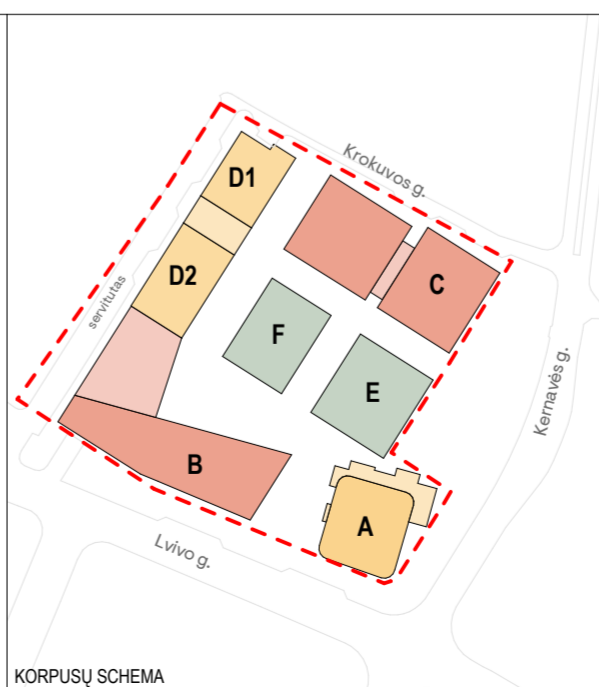 Krokuvos g.
D1
servitutas
D2
C
F
Kernavės g.
E
B
A
Lvivo g.
KORPUSŲ SCHEMA